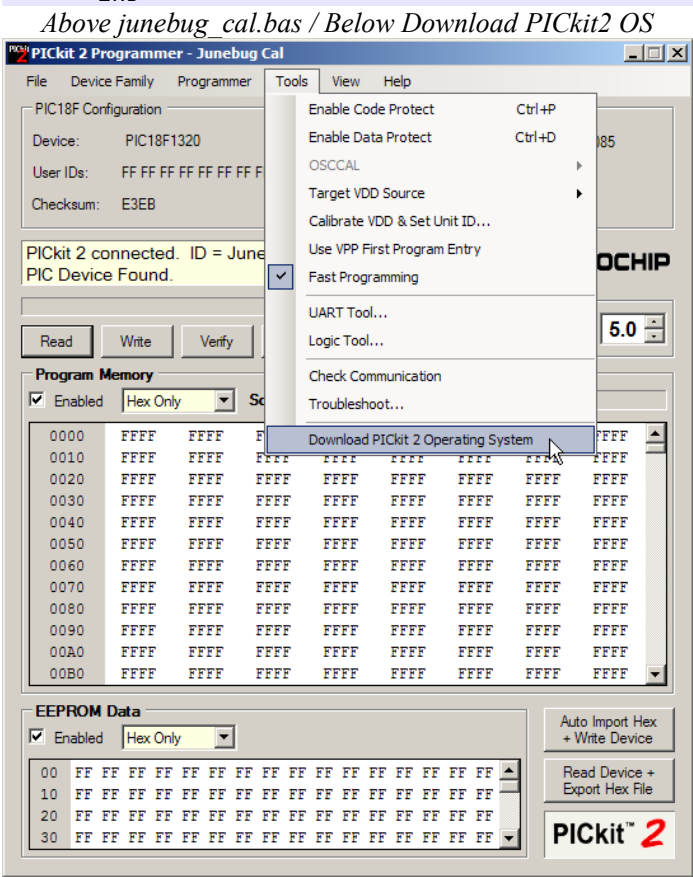 Above junebug_cal.bas / Below Download PICkit2 OS
PICkit 2 Programmer - Junebug Cal
File Device Family Programmer Tools View Help
PIC18F Configuration
Enable Code Protect Ctrl+P
Device: PIC18F1320
Enable Data Protect Ctrl+D
User IDs: FF FF FF FF FF FF FF F
OSCCAL
Target VDD Source
Checksum: E3EB
Calibrate VDD & Set Unit ID...
Use VPP First Program Entry
PICkit 2 connected. ID = June
PIC Device Found.
OCHIP
Fast Programming
UART Tool...
5.0
Read Write Verify
Logic Tool...
Program Memory
Check Communication
Enabled Hex Only
Troubleshoot...
Download PICkit 2 Operating System
0000 FFFF FFFF FFFF
0010 FFFF FFFF FFFF FFFF FFFF FFFF FFFF FFFF
0020 FFFF FFFF FFFF FFFF FFFF FFFF FFFF FFFF
0030 FFFF FFFF FFFF FFFF FFFF FFFF FFFF FFFF
0040 FFFF FFFF FFFF FFFF FFFF FFFF FFFF FFFF
0050 FFFF FFFF FFFF FFFF FFFF FFFF FFFF FFFF
0060 FFFF FFFF FFFF FFFF FFFF FFFF FFFF FFFF
0070 FFFF FFFF FFFF FFFF FFFF FFFF FFFF FFFF
0080 FFFF FFFF FFFF FFFF FFFF FFFF FFFF FFFF
0090 FFFF FFFF FFFF FFFF FFFF FFFF FFFF FFFF
00A0 FFFF FFFF FFFF FFFF FFFF FFFF FFFF FFFF
00B0 FFFF FFFF FFFF FFFF FFFF FFFF FFFF FFFF
EEPROM Data
Enabled Hex Only
Auto Import Hex
+ Write Device
00 FF FF FF FF FF FF FF FF FF FF FF FF FF FF FF FF
10 FF FF FF FF FF FF FF FF FF FF FF FF FF FF FF FF
20 FF FF FF FF FF FF FF FF FF FF FF FF FF FF FF FF
30 FF FF FF FF FF FF FF FF FF FF FF FF FF FF FF FF
Read Device +
Export Hex File
PICkit™ 2